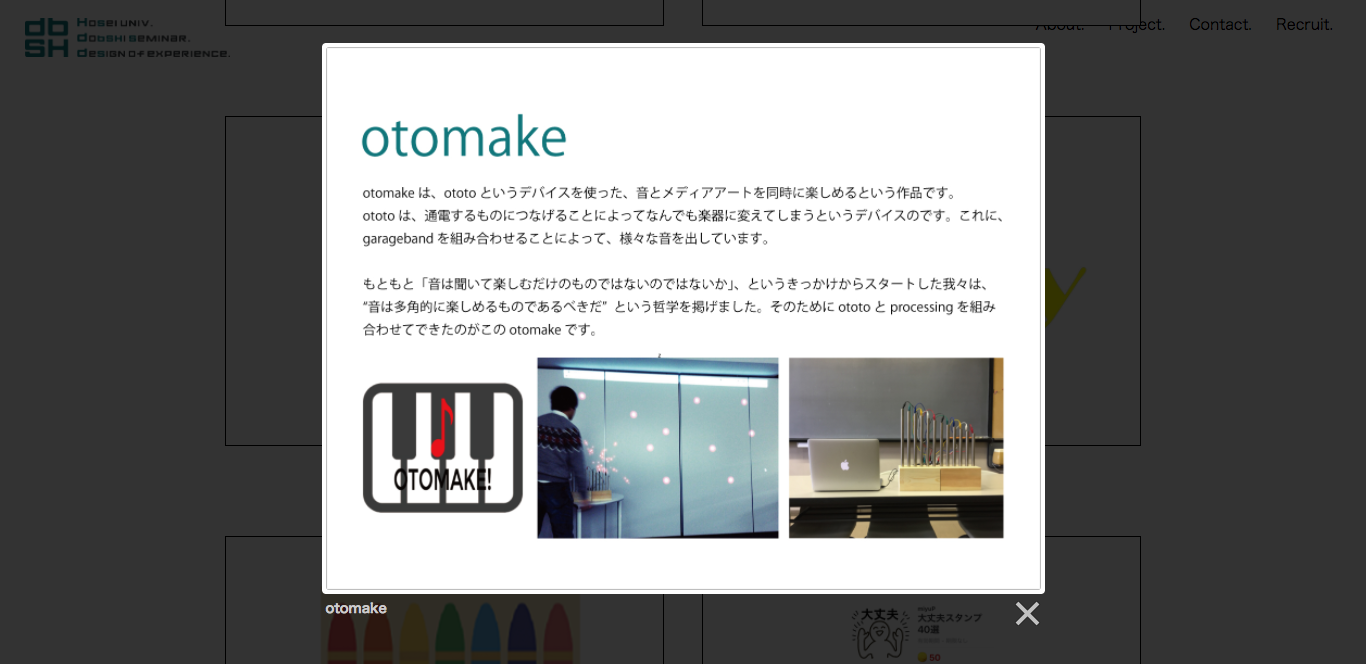 HOSEI UNIV.
dobshi seminar.
design of experience.
About.
Project.
Contact.
Recruit.
otomake
otomake は、ototo というデバイスを使った、音とメディアアートを同時に楽しめるという作品です。
ototo は、通電するものにつなげることによってなんでも楽器に変えてしまうというデバイスのです。これに、
garageband を組み合わせることによって、様々な音を出しています。
もともと「音は聞いて楽しむだけのものではないのではないか」、というきっかけからスタートした我々は、
“音は多角的に楽しめるものであるべきだ” という哲学を掲げました。そのために ototo と processing を組み
合わせてできたのがこの otomake です。
OTOMAKE!
otomake
大丈夫
大丈夫スタンプ
40選
50